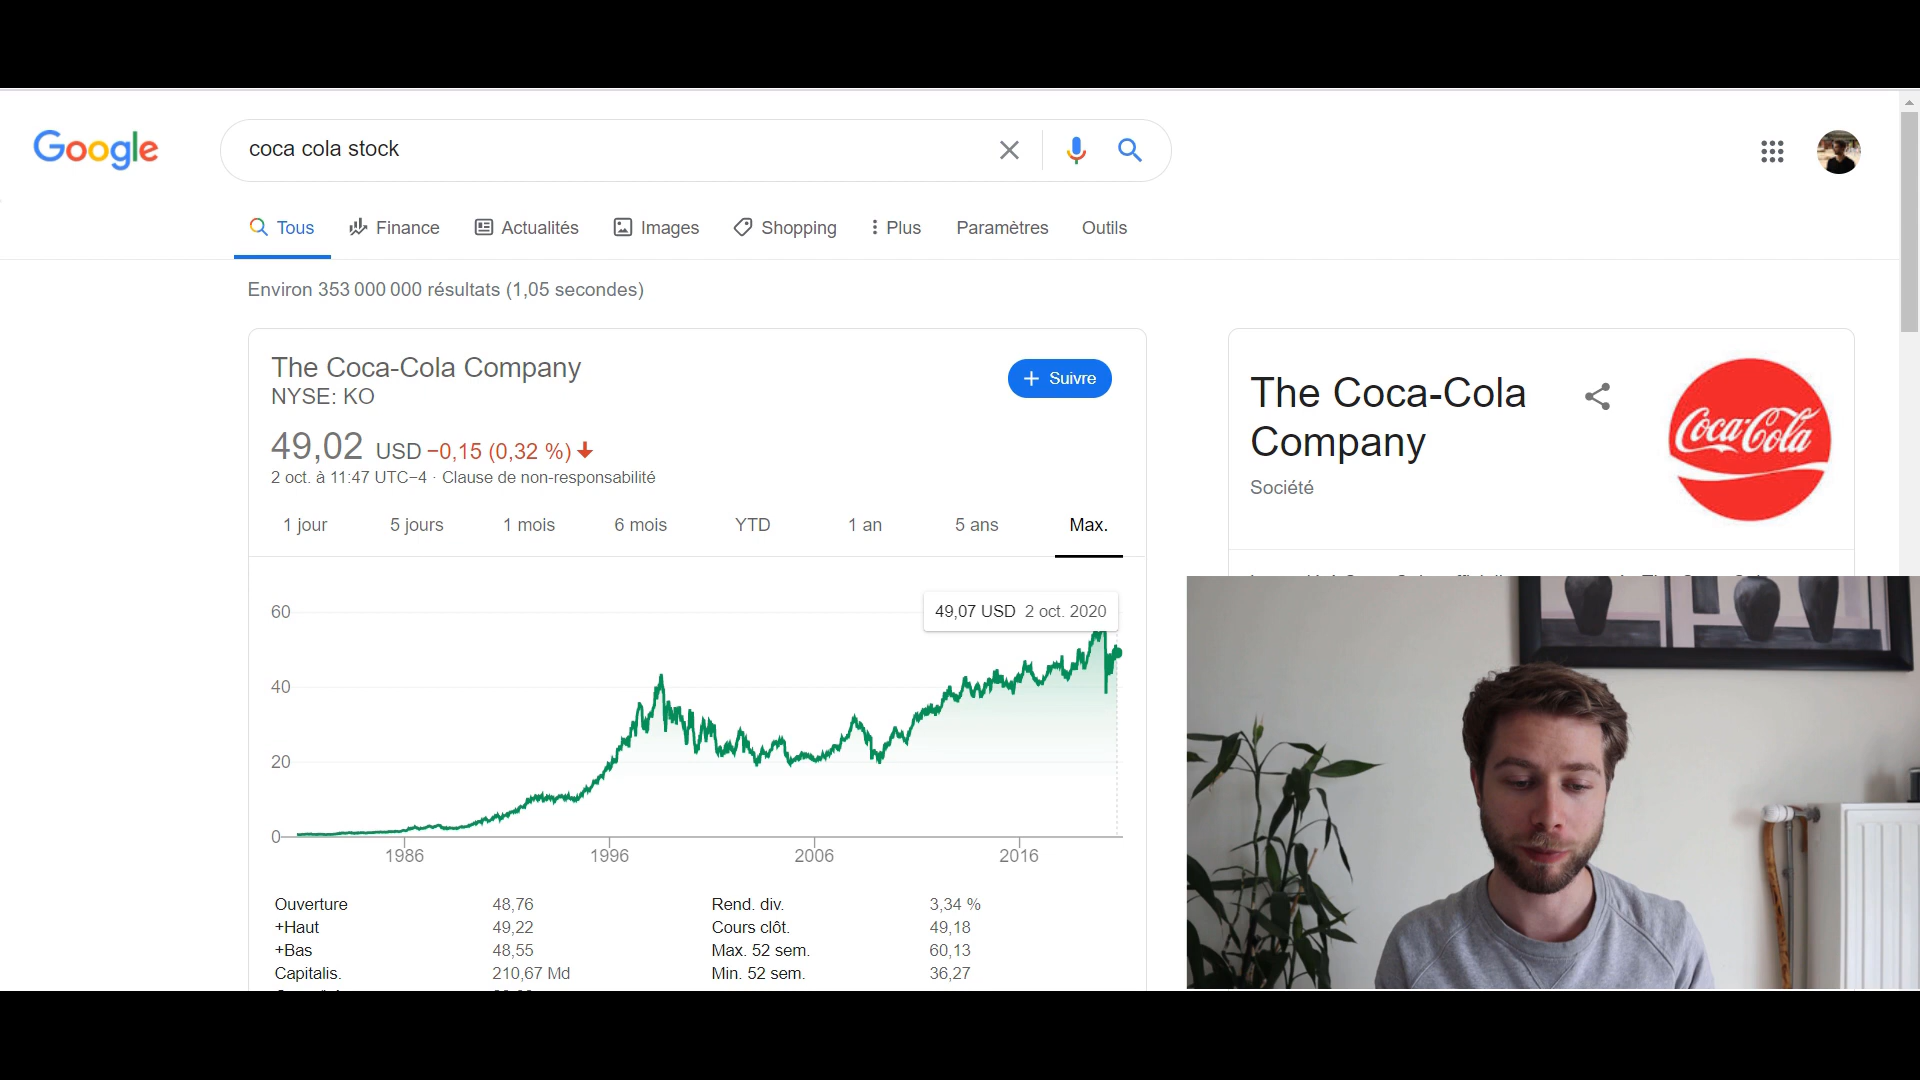 Google
coca cola stock
Tous
Finance
Actualités
Images
Shopping
Plus
Paramètres
Outils
Environ 353 000 000 résultats (1,05 secondes)
The Coca-Cola Company
NYSE: KO
Suivre
49,02 USD −0,15 (0,32 %)
2 oct. à 11:47 UTC−4 · Clause de non-responsabilité
1 jour
5 jours
1 mois
6 mois
YTD
1 an
5 ans
Max.
49,07 USD 2 oct. 2020
60
40
20
0
1986
1996
2006
2016
Ouverture 48,76
+Haut 49,22
+Bas 48,55
Capitalis. 210,67 Md
Rend. div. 3,34 %
Cours clôt. 49,18
Max. 52 sem. 60,13
Min. 52 sem. 36,27
The Coca-Cola
Company
Société
Coca-Cola